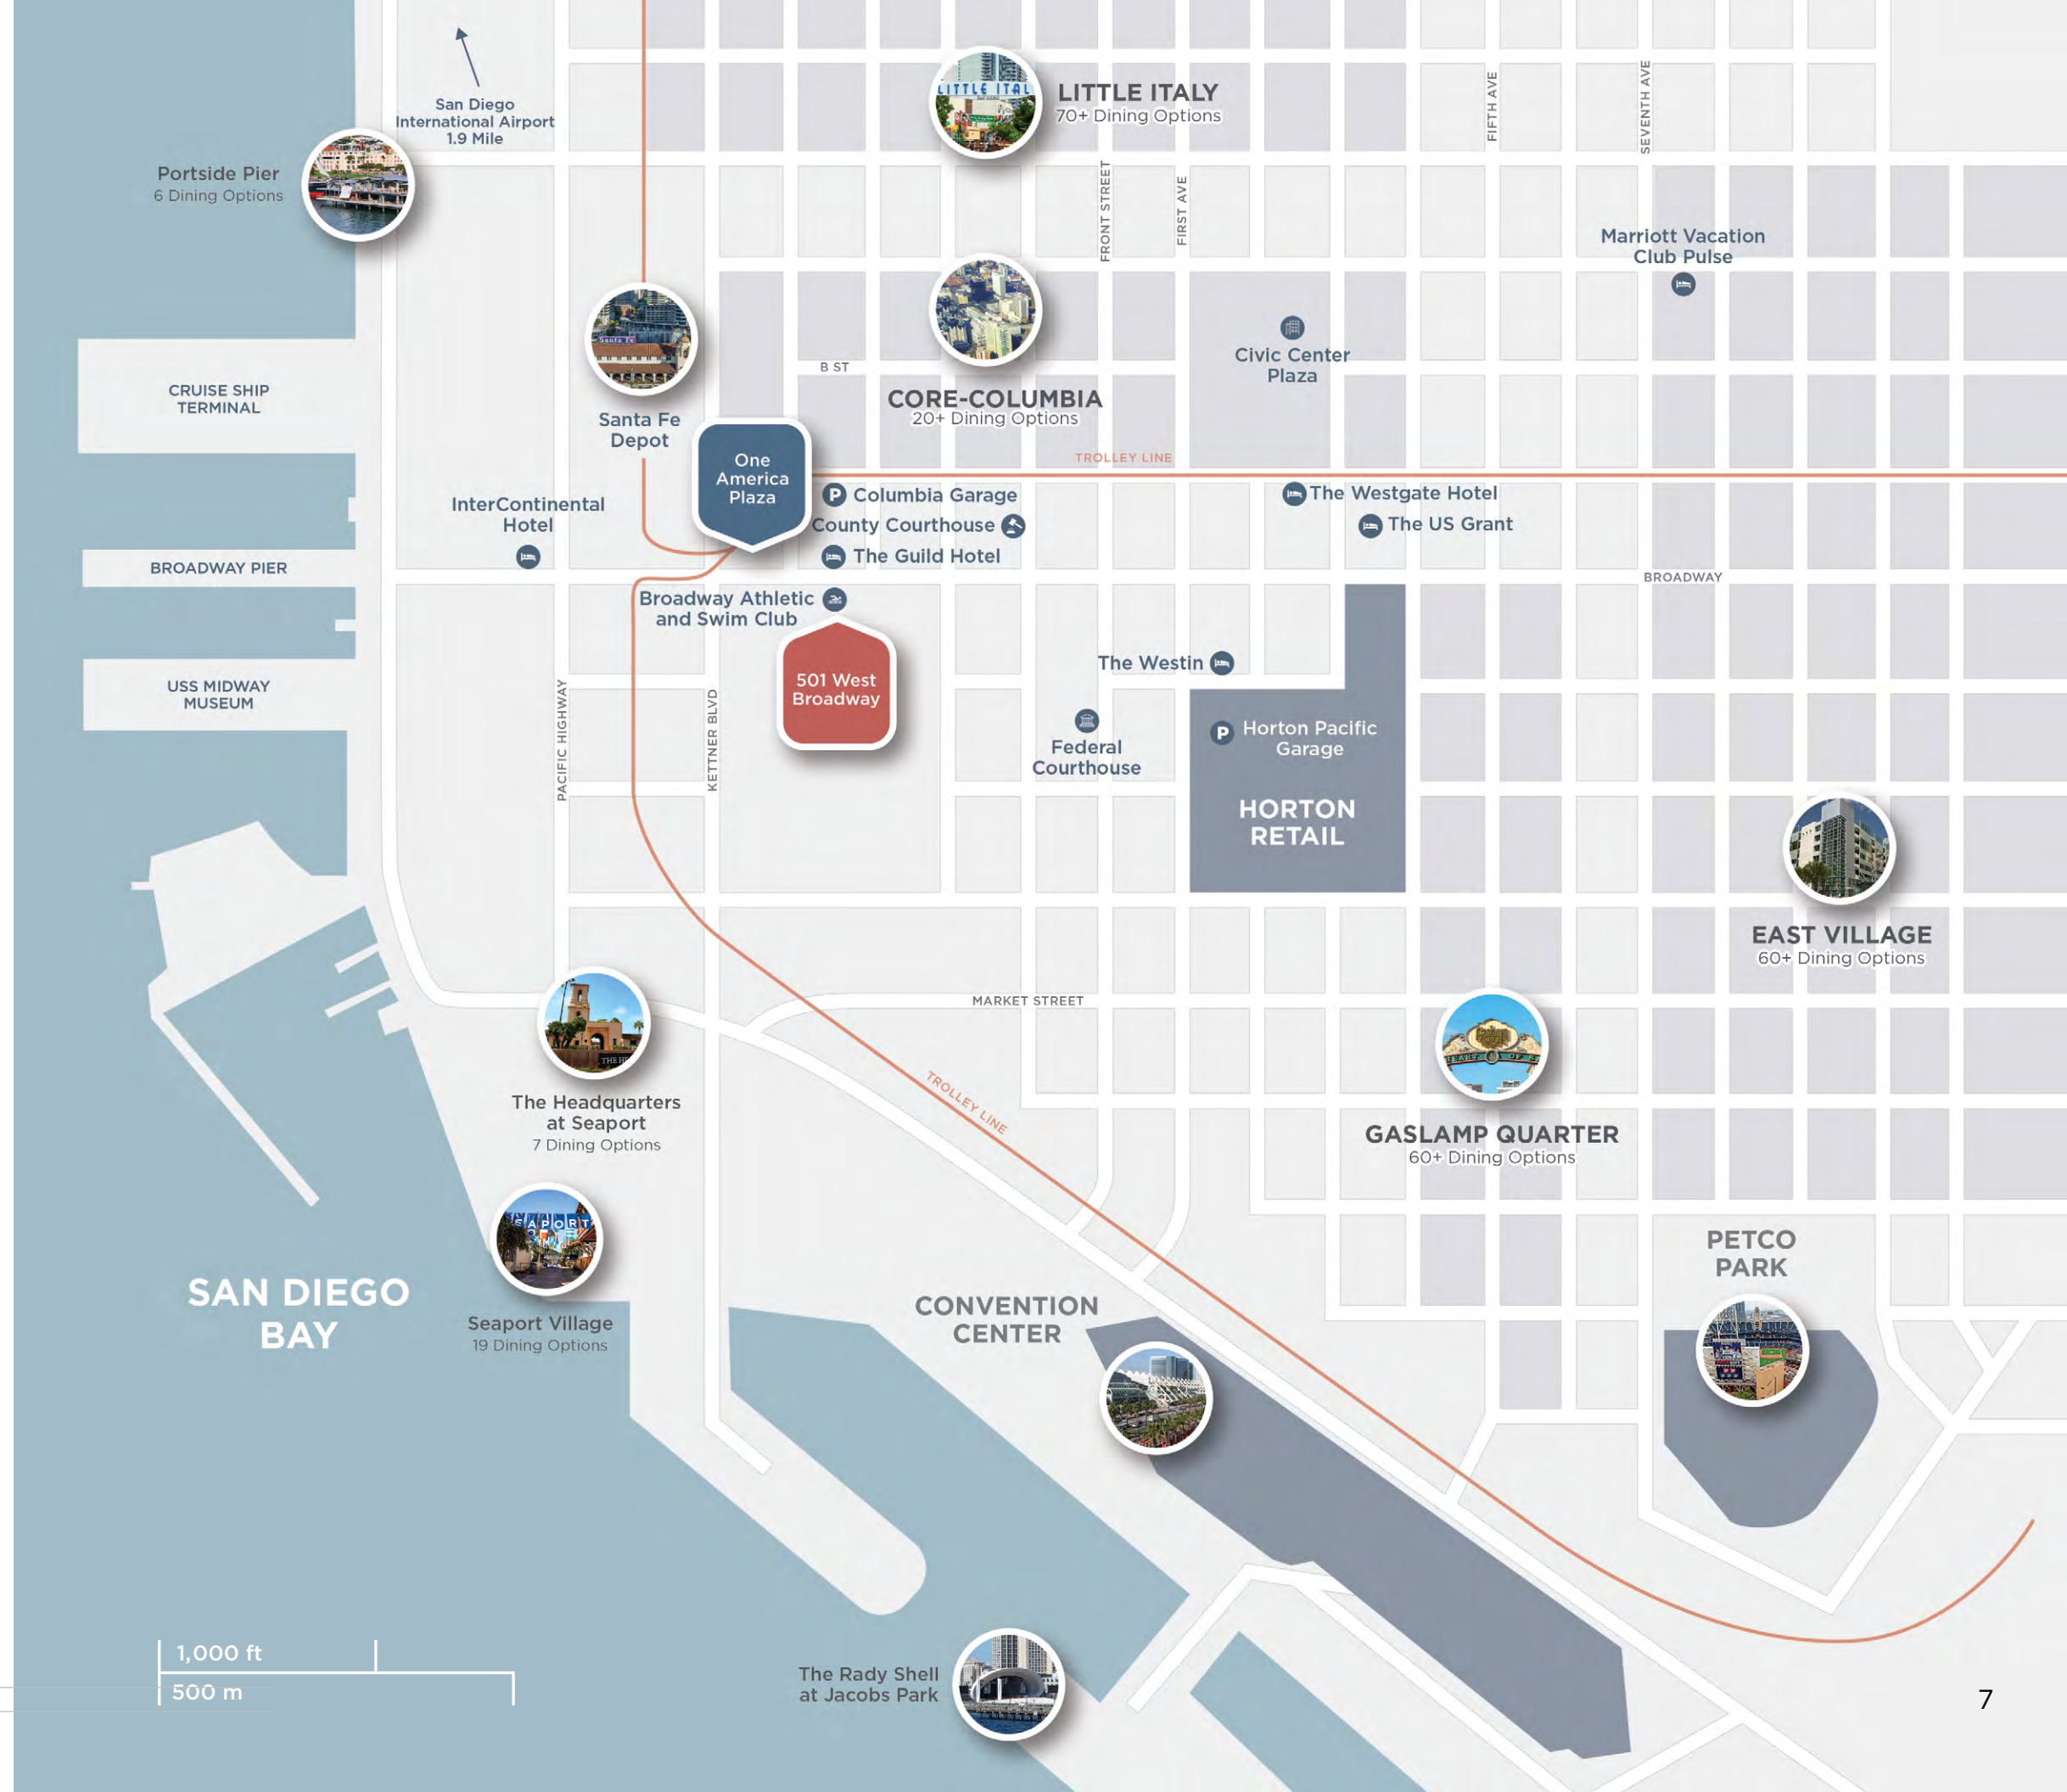 San Diego
International Airport
1.9 Mile
LITTLE ITAL
LITTLE ITALY
70+ Dining Options
FIFTH AVE
SEVENTH AVE
Portside Pier
6 Dining Options
FRONT STREET
FIRST AVE
Marriott Vacation
Club Pulse
Santa Fe
Santa Fe
Depot
B ST
CORE-COLUMBIA
20+ Dining Options
Civic Center
Plaza
CRUISE SHIP
TERMINAL
One
America
Plaza
TROLLEY LINE
InterContinental
Hotel
P
Columbia Garage
County Courthouse
The Guild Hotel
The Westgate Hotel
The US Grant
BROADWAY PIER
BROADWAY
Broadway Athletic
and Swim Club
501 West
Broadway
The Westin
USS MIDWAY
MUSEUM
PACIFIC HIGHWAY
KETTNER BLVD
Federal
Courthouse
P
Horton Pacific
Garage
HORTON
RETAIL
EAST VILLAGE
60+ Dining Options
MARKET STREET
THE HE
The Headquarters
at Seaport
7 Dining Options
TROLLEY LINE
GASLAMP QUARTER
60+ Dining Options
SEAPORT
Seaport Village
19 Dining Options
SAN DIEGO
BAY
CONVENTION
CENTER
PETCO
PARK
The Rady Shell
at Jacobs Park
1,000 ft
500 m
7